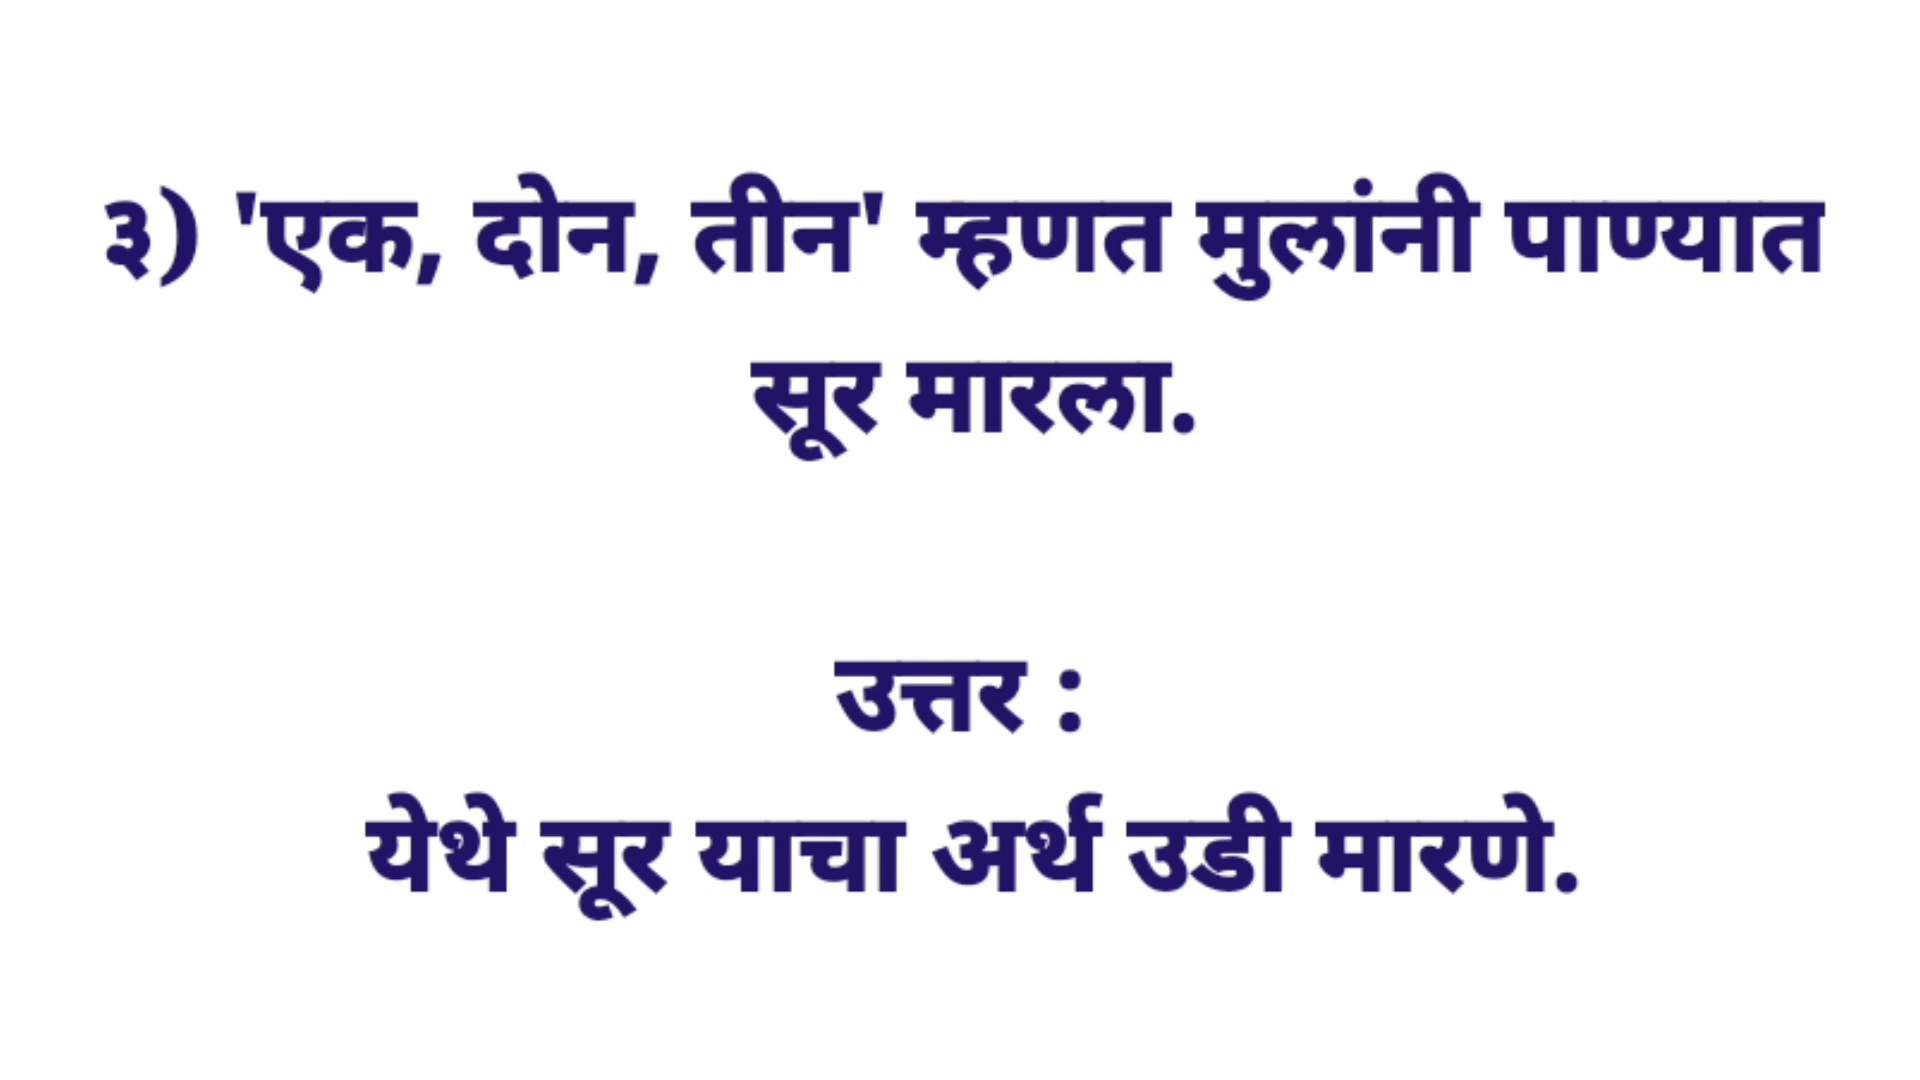 ३) 'एक, दोन, तीन' म्हणत मुलांनी पाण्यात
सूर मारला.
उत्तर :
येथे सूर याचा अर्थ उडी मारणे.